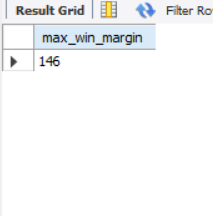 Result Grid Filter Ro
max_win_margin
146